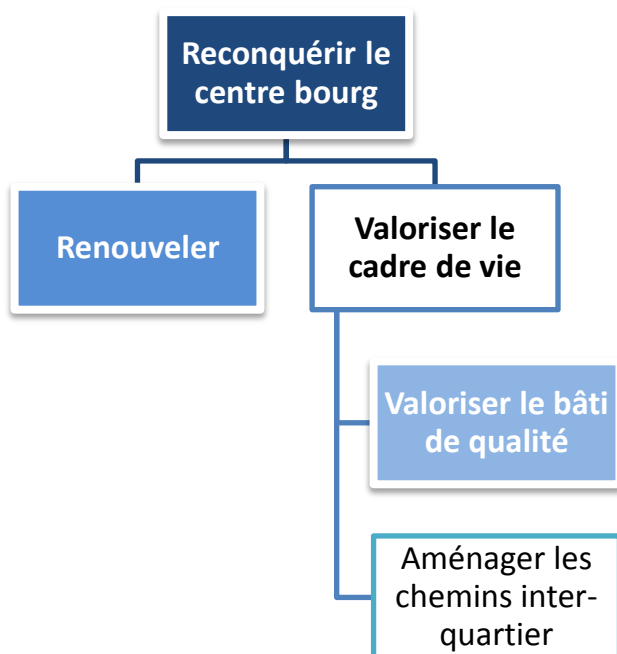 Reconquérir le
centre bourg
Renouveler
Valoriser le
cadre de vie
Valoriser le bâti
de qualité
Aménager les
chemins inter-
quartier